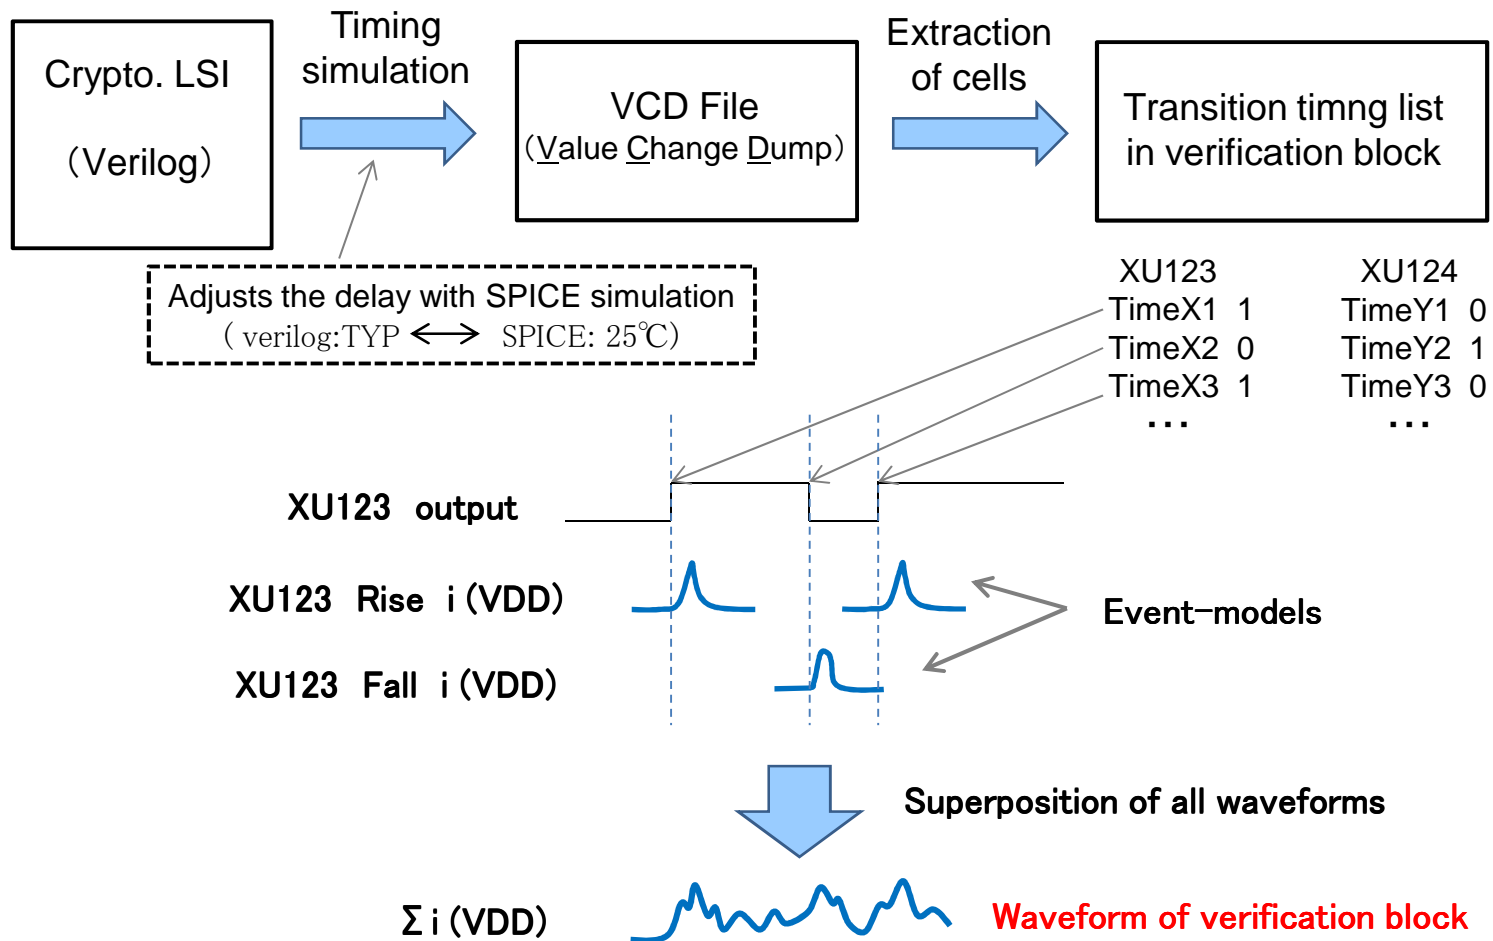 Crypto. LSI
（Verilog）
Timing
simulation
VCD File
（Value Change Dump）
Extraction
of cells
Transition timng list
in verification block
Adjusts the delay with SPICE simulation
( verilog:TYP ⟷ SPICE: 25℃)
XU123 XU124
TimeX1 1 TimeY1 0
TimeX2 0 TimeY2 1
TimeX3 1 TimeY3 0
… …
XU123 output
XU123 Rise i(VDD)
XU123 Fall i(VDD)
Event-models
Superposition of all waveforms
Σi(VDD)
Waveform of verification block